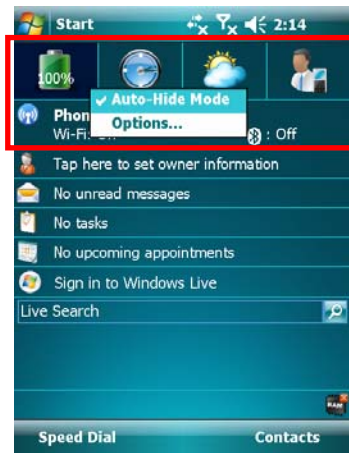 Start 2:14
100%
Auto-Hide Mode
Options...
Phon
Wi-Fi: : Off
Tap here to set owner information
No unread messages
No tasks
No upcoming appointments
Sign in to Windows Live
Live Search
RAM
Speed Dial Contacts